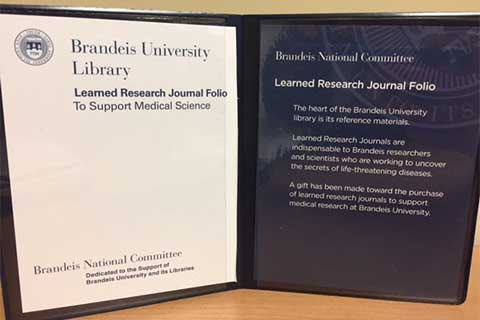 Brandeis University
Library
Learned Research Journal Folio
To Support Medical Science
Brandeis National Committee
Dedicated to the Support of
Brandeis University and its Libraries
Brandeis National Committee
Learned Research Journal Folio
The heart of the Brandeis University
library is its reference materials.
Learned Research Journals are
indispensable to Brandeis researchers
and scientists who are working to uncover
the secrets of life-threatening diseases.
A gift has been made toward the purchase
of learned research journals to support
medical research at Brandeis University.